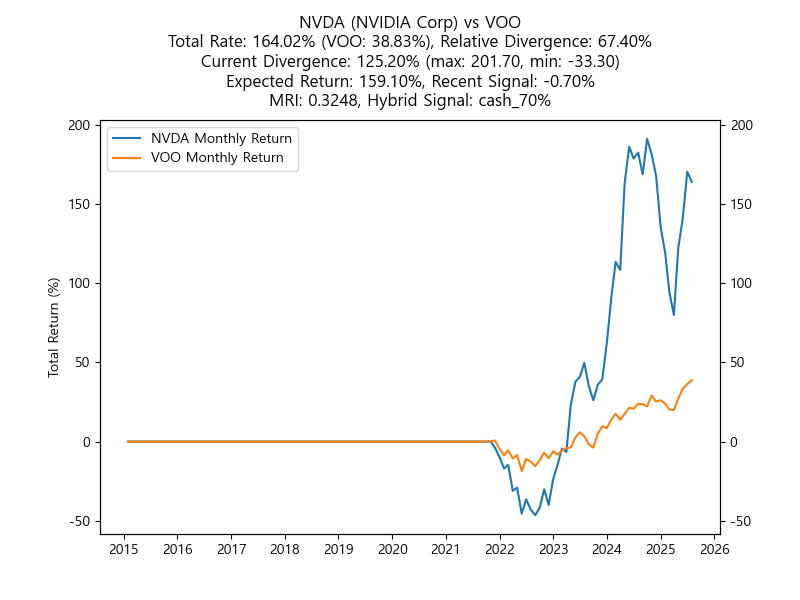 NVDA (NVIDIA Corp) vs VOO
Total Rate: 164.02% (VOO: 38.83%), Relative Divergence: 67.40%
Current Divergence: 125.20% (max: 201.70, min: -33.30)
Expected Return: 159.10%, Recent Signal: -0.70%
MRI: 0.3248, Hybrid Signal: cash_70%
NVDA Monthly Return
VOO Monthly Return
Total Return (%)
200
150
100
50
0
-50
200
150
100
50
0
-50
2015 2016 2017 2018 2019 2020 2021 2022 2023 2024 2025 2026